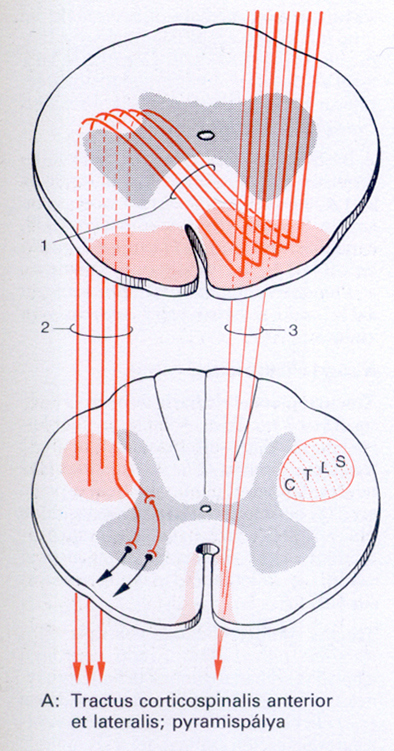 1
2
3
C T L S
A: Tractus corticospinalis anterior
et lateralis; pyramispálya